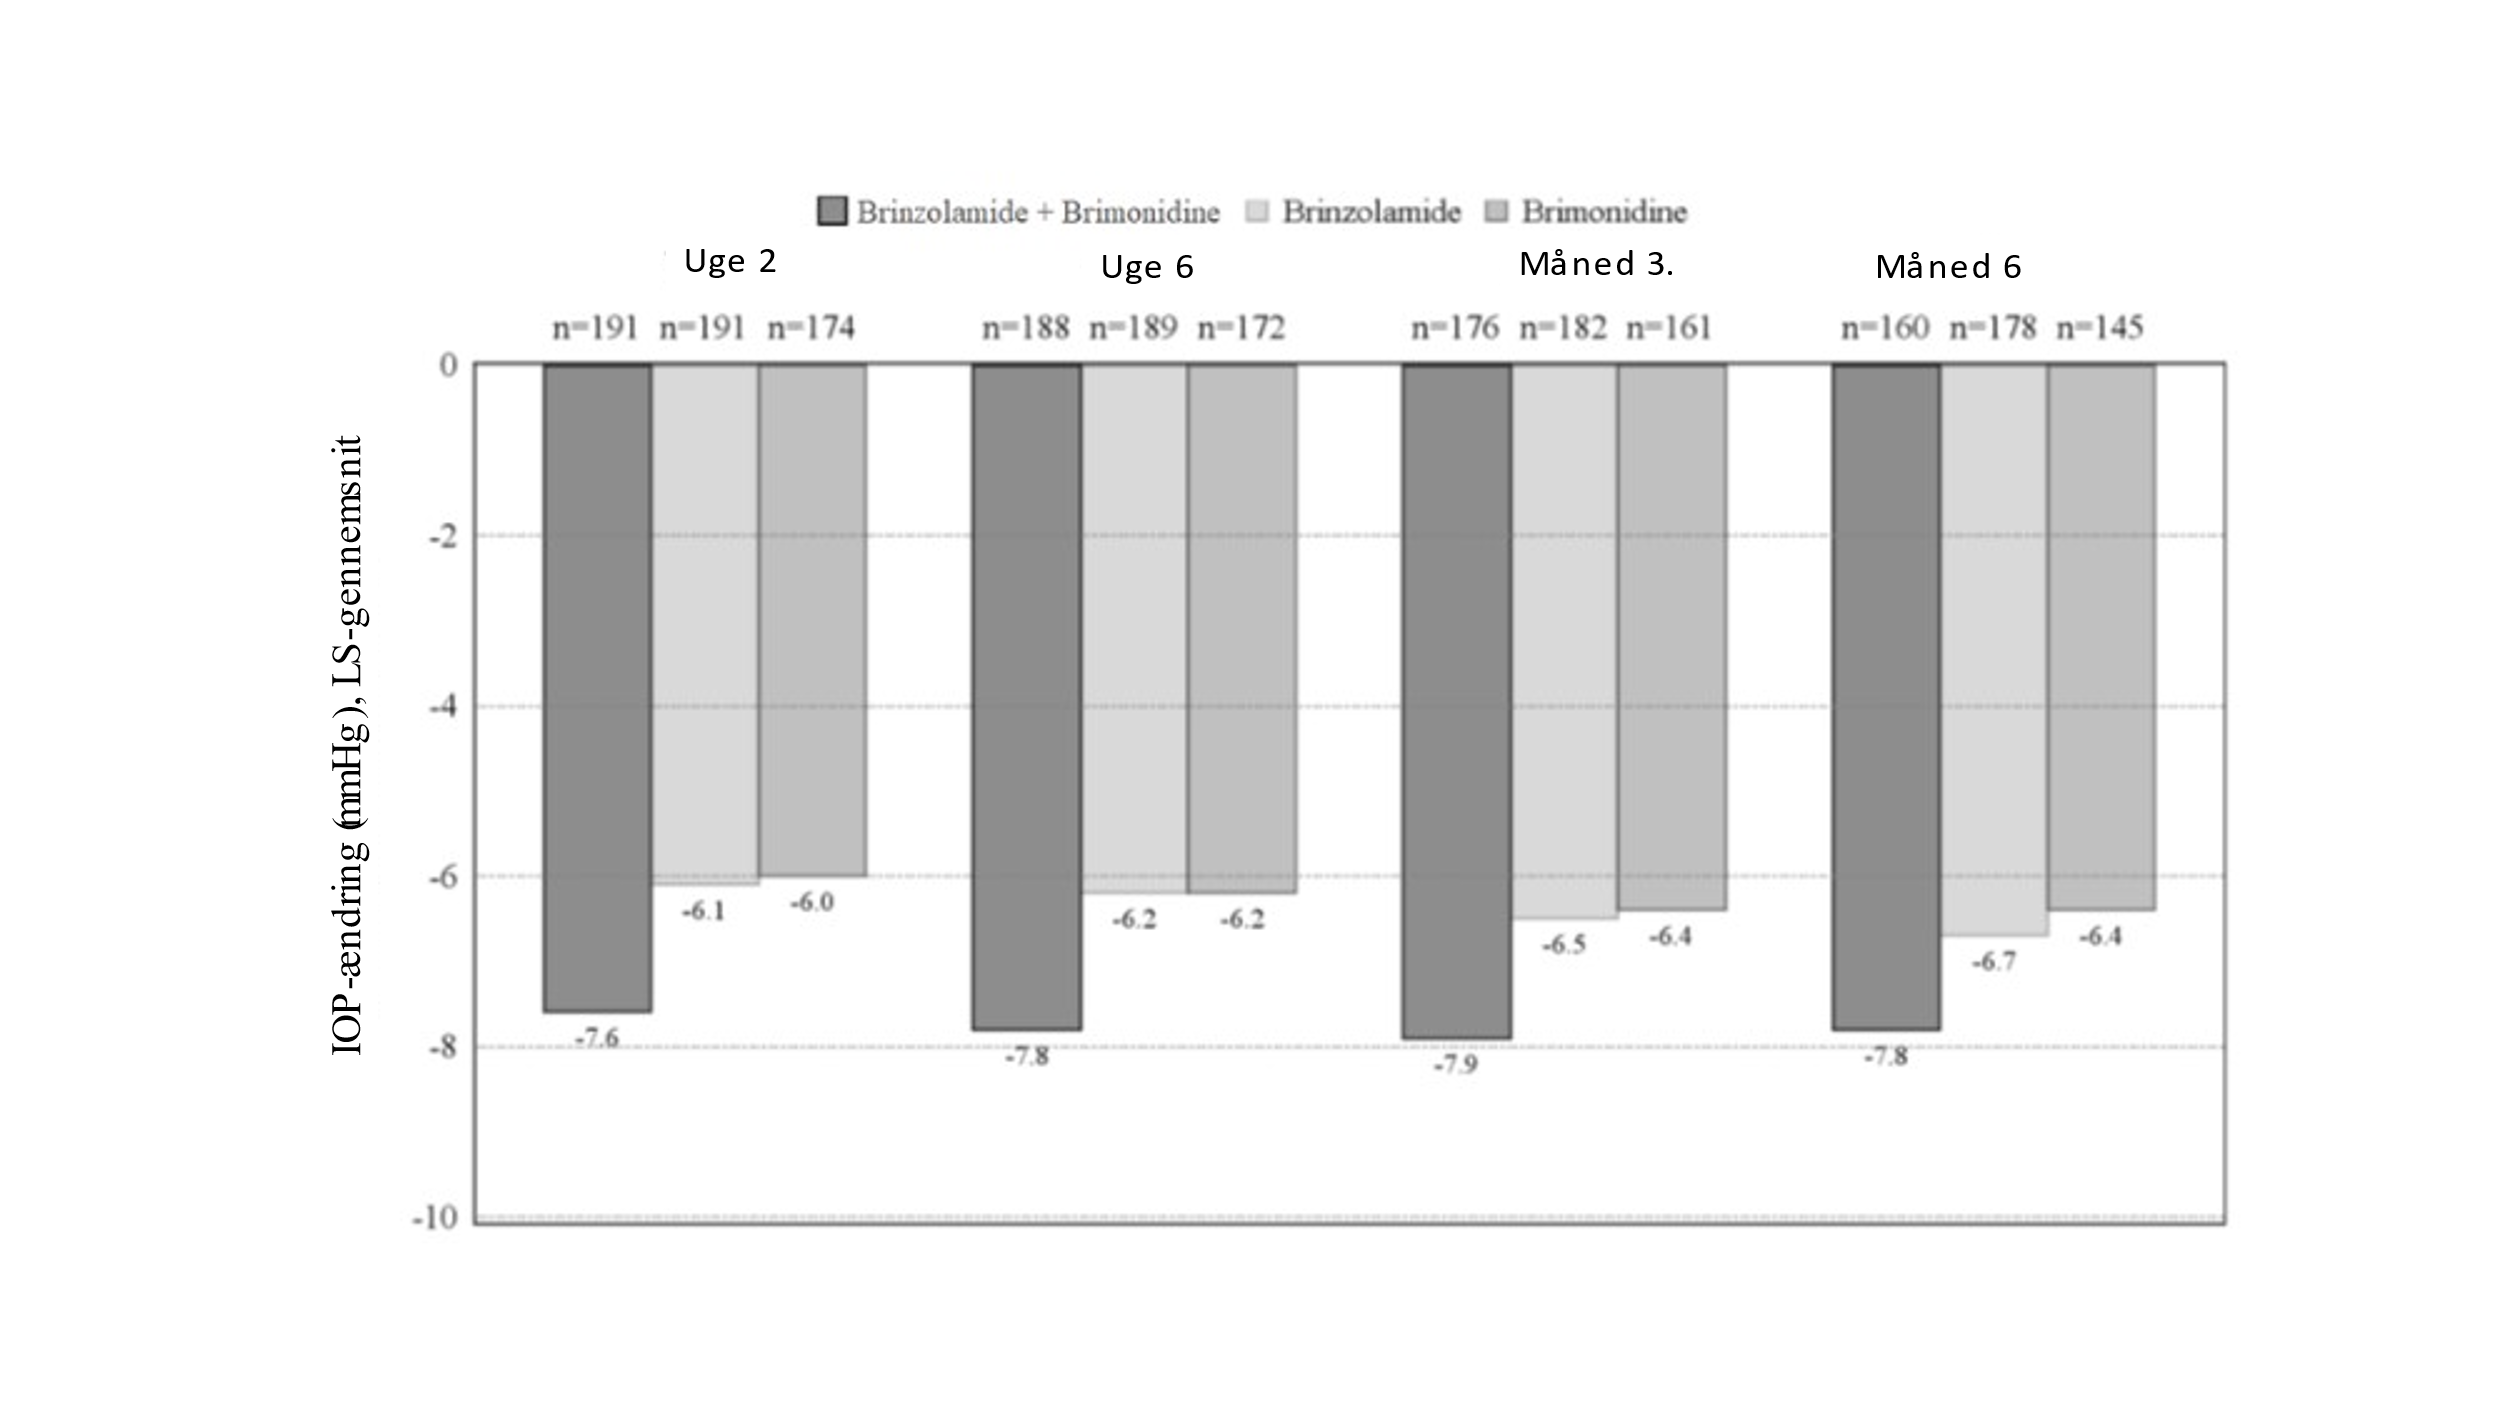 Brinzolamide + Brimonidine Brinzolamide Brimonidine
Uge 2 Uge 6 Måned 3. Måned 6
n=191 n=191 n=174 n=188 n=189 n=172 n=176 n=182 n=161 n=160 n=178 n=145
IOP-ændring (mmHg), LS-gennemsnit
0
-2
-4
-6
-8
-10
-7.6 -6.1 -6.0
-7.8 -6.2 -6.2
-7.9 -6.5 -6.4
-7.8 -6.7 -6.4